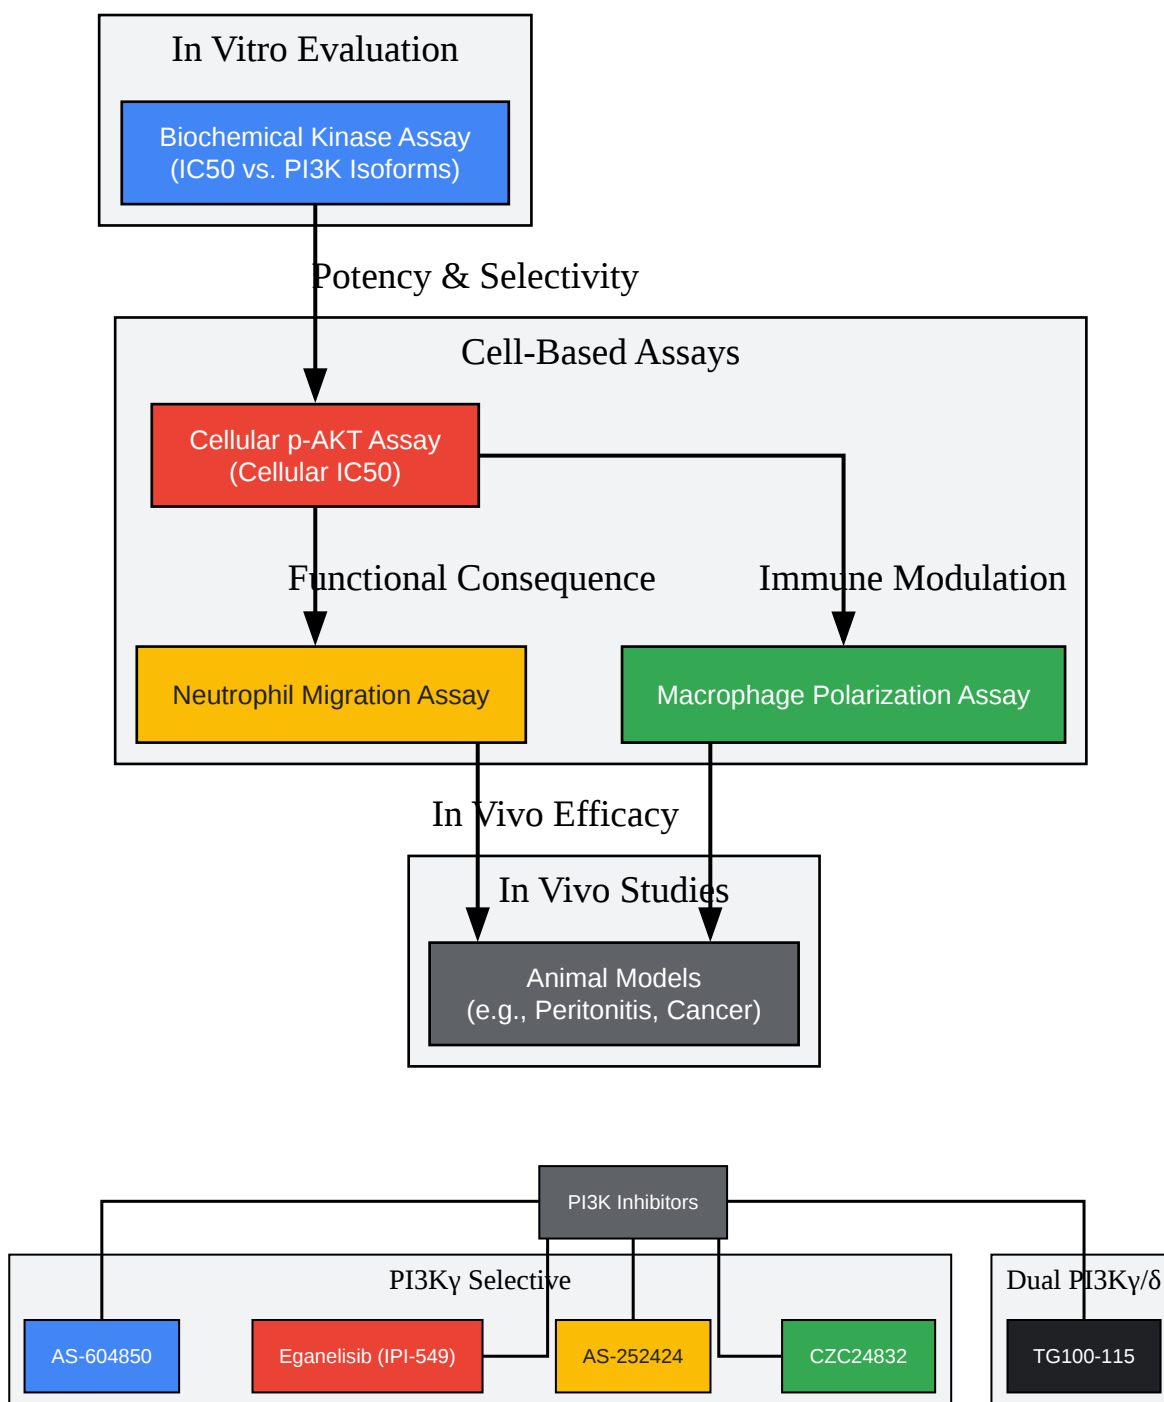 In Vitro Evaluation
Biochemical Kinase Assay
(IC50 vs. PI3K Isoforms)
Potency & Selectivity
Cell-Based Assays
Cellular p-AKT Assay
(Cellular IC50)
Functional Consequence
Immune Modulation
Neutrophil Migration Assay
Macrophage Polarization Assay
In Vivo Efficacy
In Vivo Studies
Animal Models
(e.g., Peritonitis, Cancer)
PI3K Inhibitors
PI3Kγ Selective
Dual PI3Kγ/δ
AS-604850
Eganelisib (IPI-549)
AS-252424
CZC24832
TG100-115